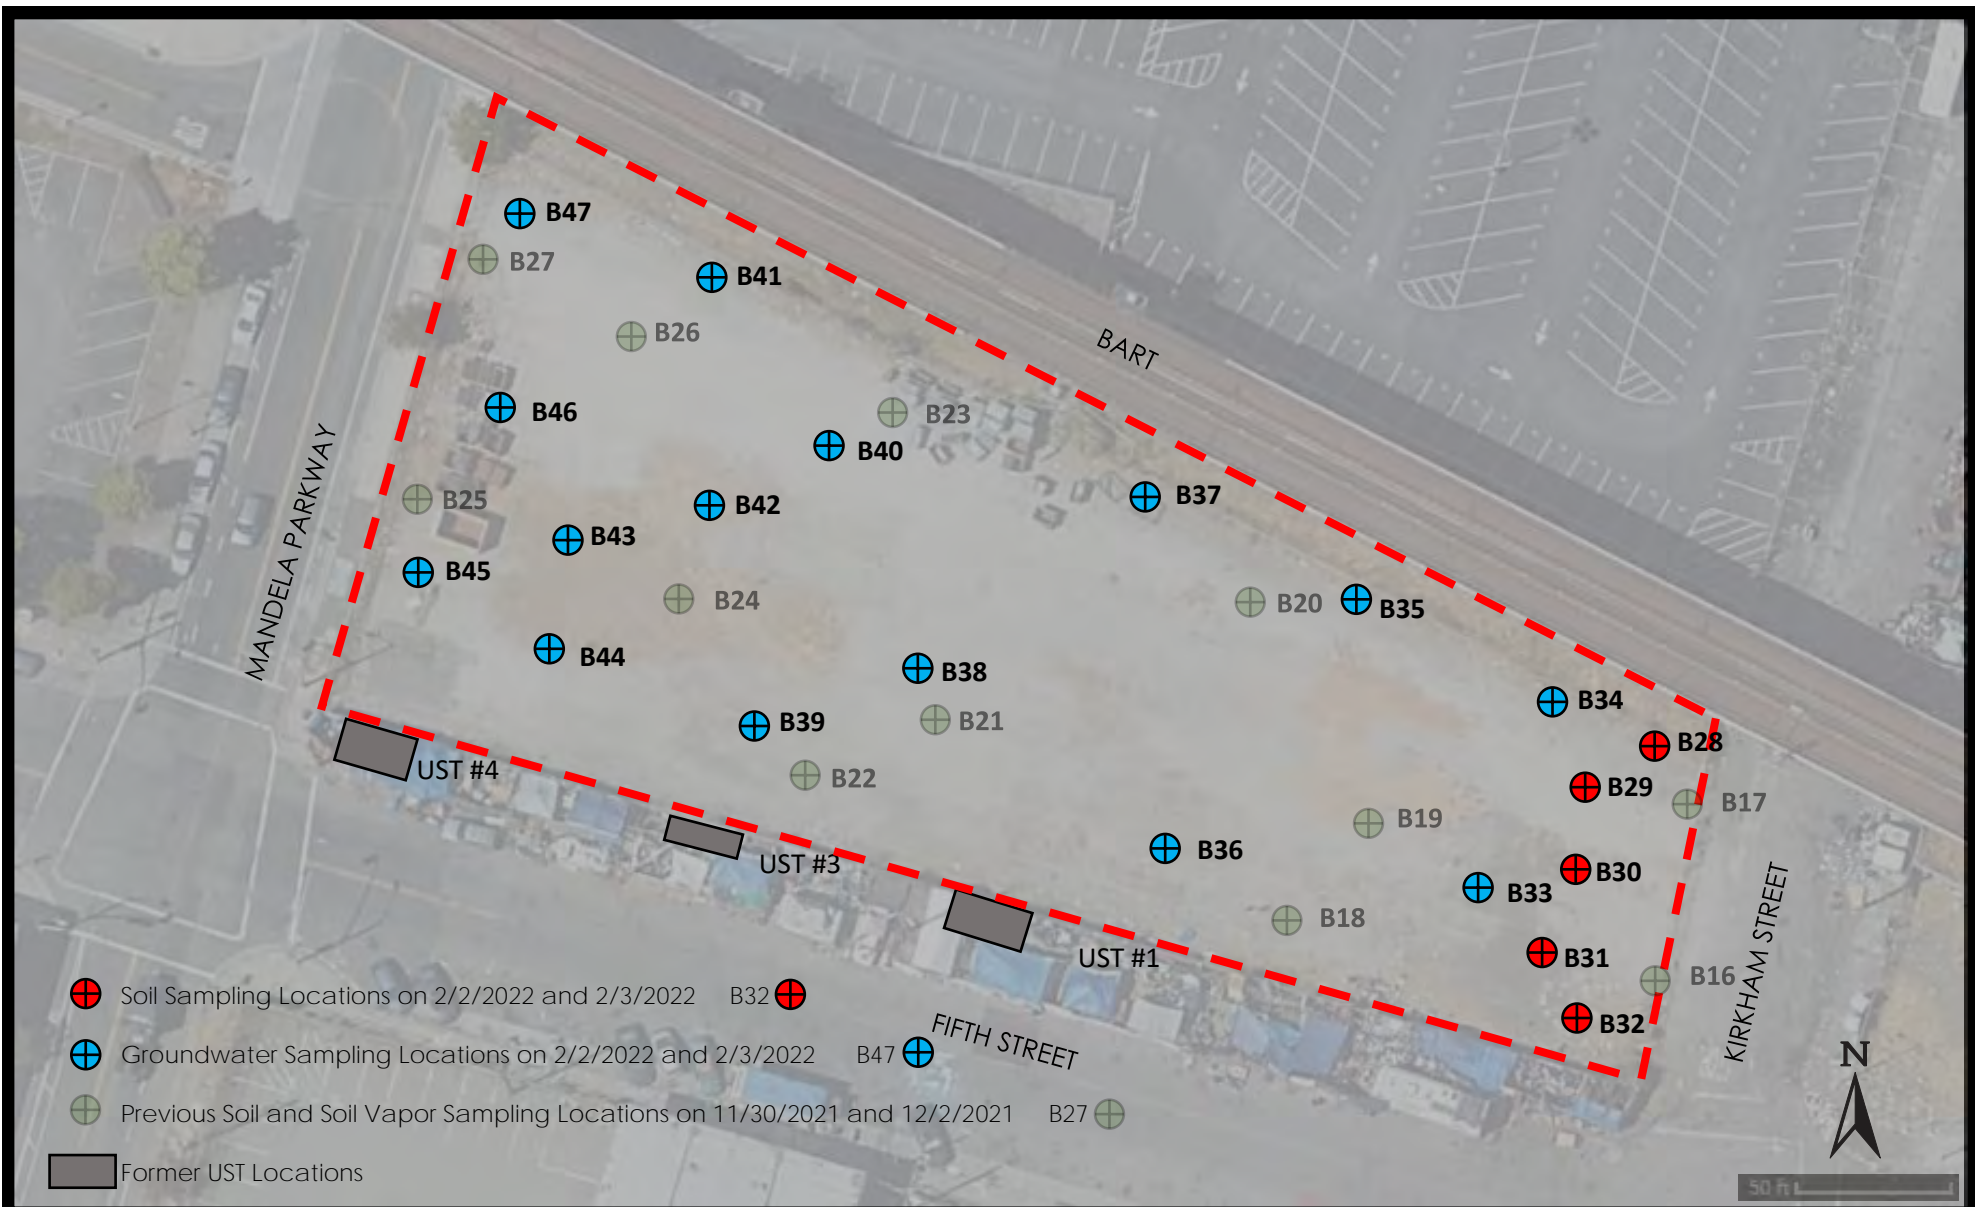 B47
B27
B41
B26
BART
B46
B23
B40
MANDELA PARKWAY
B25
B42
B37
B43
B45
B24
B20
B35
B44
B38
B34
B39
B21
B28
UST #4
B22
B29
B17
B19
UST #3
B36
B30
B33
B18
UST #1
B31
B16
KIRKHAM STREET
B32
Soil Sampling Locations on 2/2/2022 and 2/3/2022 B32
FIFTH STREET
Groundwater Sampling Locations on 2/2/2022 and 2/3/2022 B47
N
Previous Soil and Soil Vapor Sampling Locations on 11/30/2021 and 12/2/2021 B27
Former UST Locations
50 ft